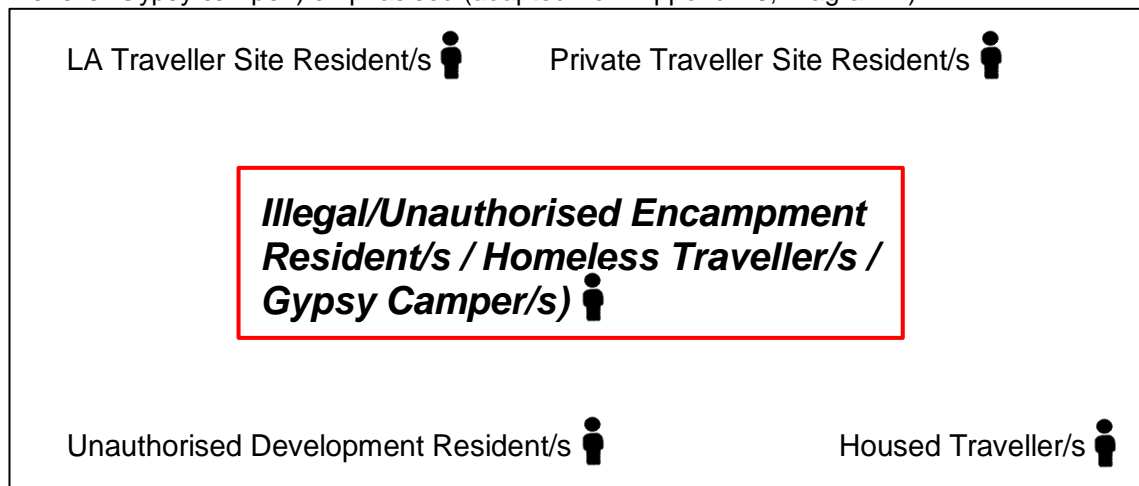 LA Traveller Site Resident/s Private Traveller Site Resident/s
Illegal/Unauthorised Encampment
Resident/s / Homeless Traveller/s /
Gypsy Camper/s)
Unauthorised Development Resident/s Housed Traveller/s